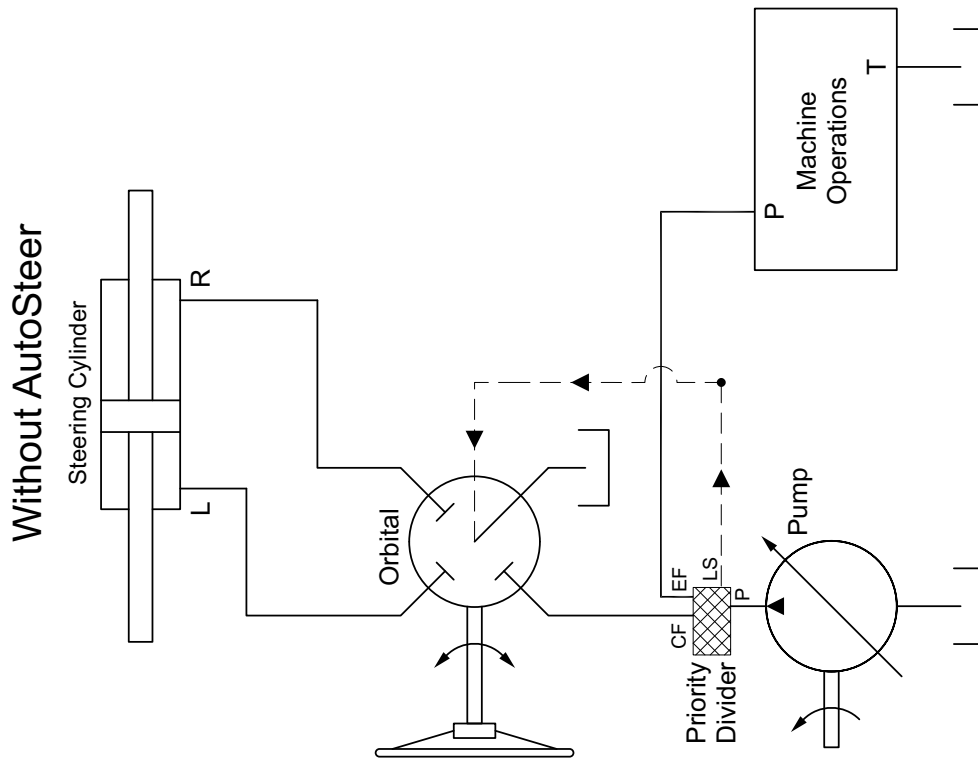 Without AutoSteer
Steering Cylinder
L
R
Orbital
CF
EF
LS
P
Priority
Divider
Pump
P
Machine
Operations
T